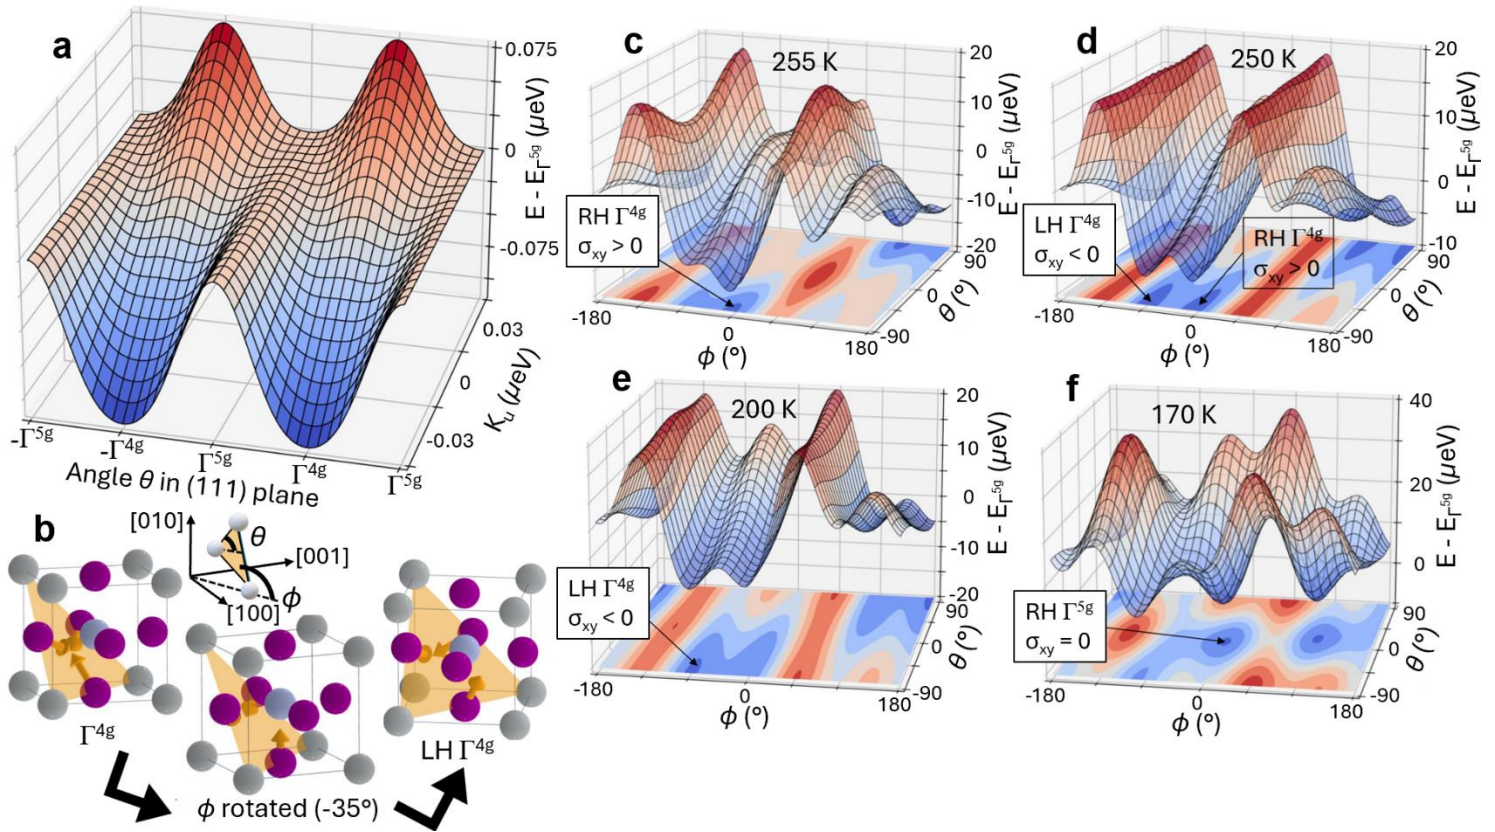 a
0.075
0
-0.075
E - E_Γ^5g (μeV)
0.03
0
-0.03
K_u (μeV)
-Γ^5g
-Γ^4g
Γ^5g
Γ^4g
Γ^5g
Angle θ in (111) plane
b
[010]
[001]
[100]
θ
ϕ
Γ^4g
ϕ rotated (-35°)
LH Γ^4g
c
255 K
20
10
0
-10
-20
E - E_Γ^5g (μeV)
RH Γ^4g
σ_xy > 0
-180
0
180
ϕ (°)
90
0
-90
θ (°)
d
250 K
20
10
0
-10
E - E_Γ^5g (μeV)
LH Γ^4g
σ_xy < 0
RH Γ^4g
σ_xy > 0
-180
0
180
ϕ (°)
90
0
-90
θ (°)
e
200 K
20
10
0
-10
-20
E - E_Γ^5g (μeV)
LH Γ^4g
σ_xy < 0
-180
0
180
ϕ (°)
90
0
-90
θ (°)
f
170 K
40
20
0
E - E_Γ^5g (μeV)
RH Γ^5g
σ_xy = 0
-180
0
180
ϕ (°)
90
0
-90
θ (°)